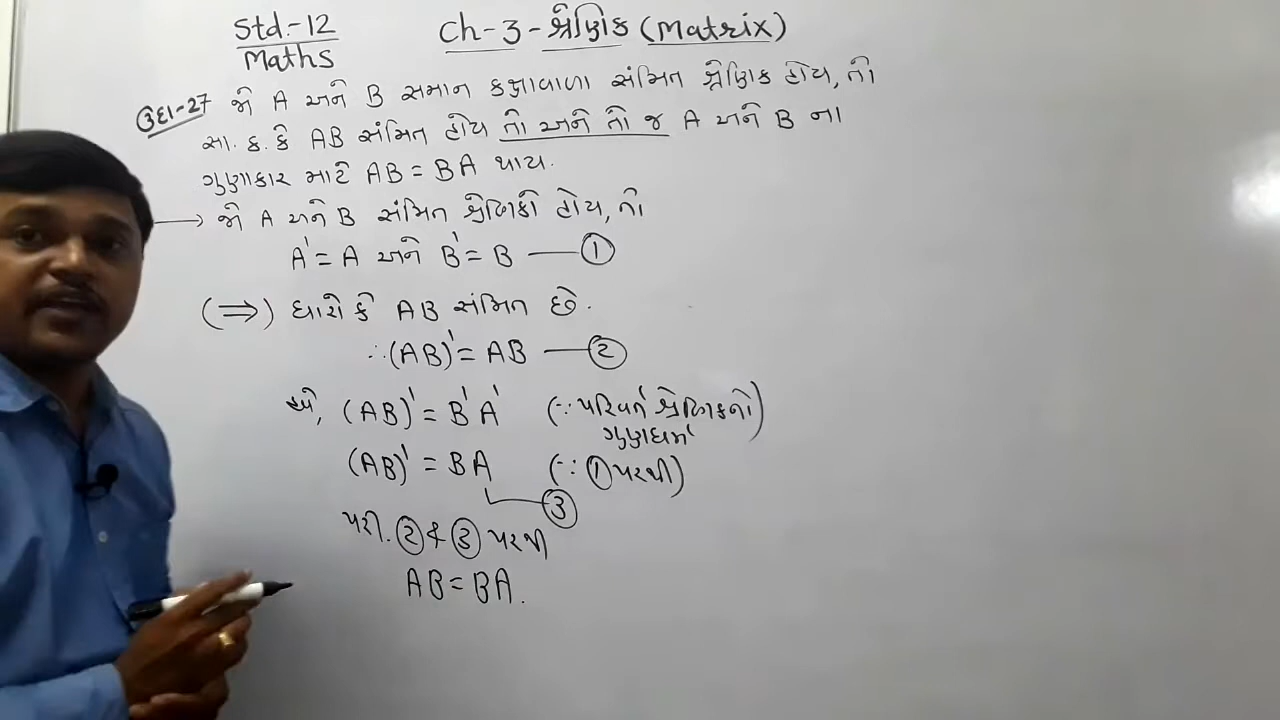 Std.-12
Maths
Ch-3-શ્રેણિક (Matrix)
ઉદા-27 જો A અને B સમાન કક્ષાવાળા સંમિત શ્રેણિક હોય, તો
સા. ક. કે AB સંમિત હોય તો અને તો જ A અને B ના
ગુણાકાર માટે AB = BA થાય.
→ જો A અને B સંમિત શ્રેણિકો હોય, તો
A' = A અને B' = B — ①
(⇒) ધારો કે AB સંમિત છે.
∴ (AB)' = AB — ②
હવે, (AB)' = B'A' (∵ પરિવર્ત શ્રેણિકનો
ગુણધર્મ)
(AB)' = BA (∵ ① પરથી)
③
પરી. ② & ③ પરથી
AB = BA.